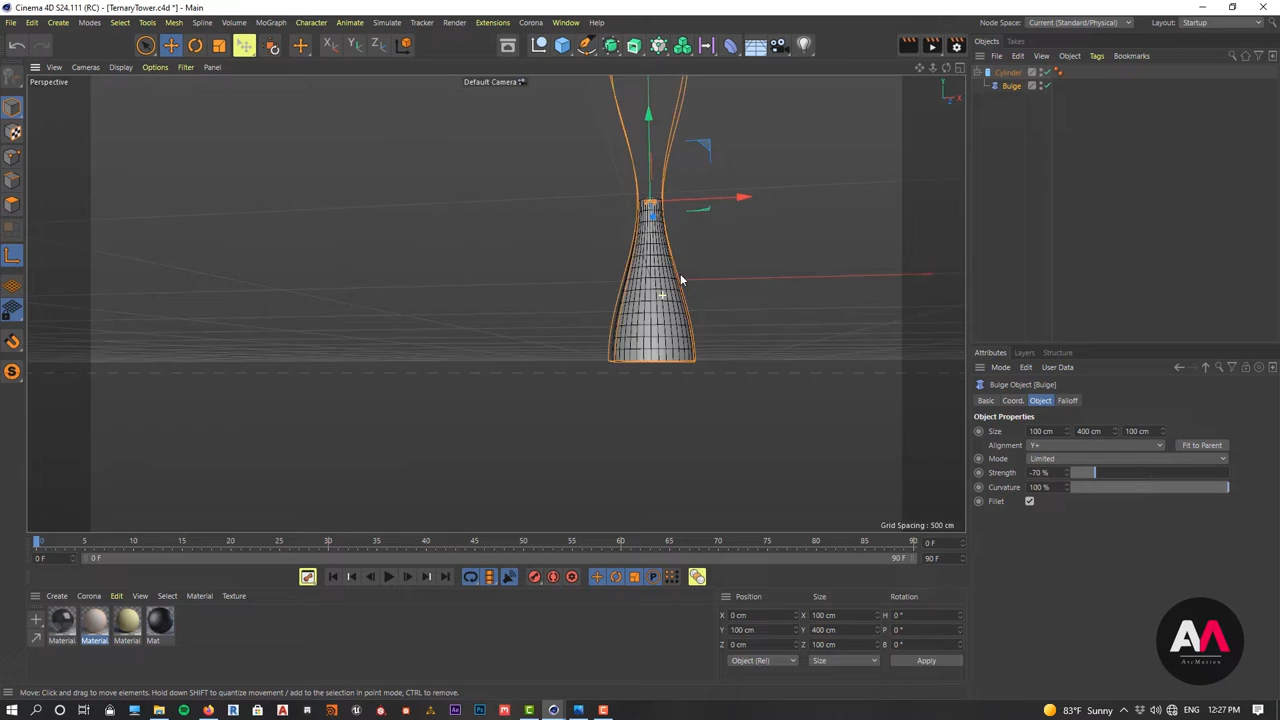 Cinema 4D S24.111 (RC) - [TernaryTower.c4d *] - Main
File Edit Create Modes Select Tools Mesh Spline Volume MoGraph Character Animate Simulate Tracker Render Extensions Corona Window Help
Node Space: Current (Standard/Physical) Layout: Startup
View Cameras Display Options Filter Panel
Perspective
Default Camera
Grid Spacing : 500 cm
0 5 10 15 20 25 30 35 40 45 50 55 60 65 70 75 80 85 90 0 F
0 F 0 F 90 F 90 F
Create Corona Edit View Select Material Texture
Material Material Material Mat
Position Size Rotation
X 0 cm X 100 cm H 0 °
Y 100 cm Y 400 cm P 0 °
Z 0 cm Z 100 cm B 0 °
Object (Rel) Size Apply
Objects Takes
File Edit View Object Tags Bookmarks
Cylinder
Bulge
Attributes Layers Structure
Mode Edit User Data
Bulge Object [Bulge]
Basic Coord. Object Falloff
Object Properties
Size 100 cm 400 cm 100 cm
Alignment Y+ Fit to Parent
Mode Limited
Strength -70 %
Curvature 100 %
Fillet
ArcMotion
Move: Click and drag to move elements. Hold down SHIFT to quantize movement / add to the selection in point mode, CTRL to remove.
83°F Sunny 12:27 PM